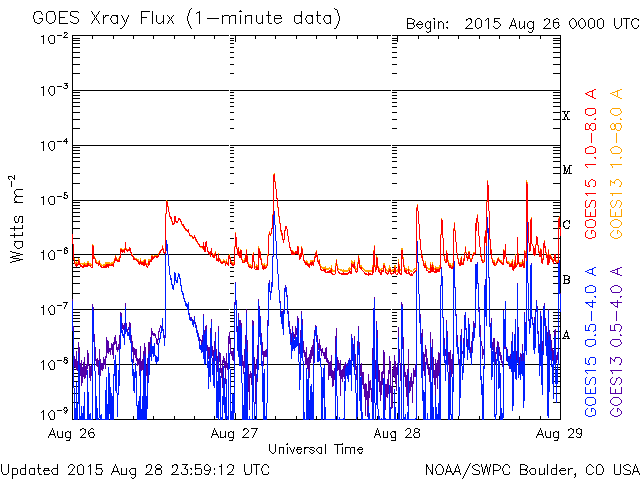 GOES Xray Flux (1-minute data)
Begin: 2015 Aug 26 0000 UTC
10⁻²
10⁻³
10⁻⁴
10⁻⁵
10⁻⁶
10⁻⁷
10⁻⁸
10⁻⁹
Watts m⁻²
X
M
C
B
A
GOES15 1.0-8.0 A
GOES13 1.0-8.0 A
GOES15 0.5-4.0 A
GOES13 0.5-4.0 A
Aug 26
Aug 27
Aug 28
Aug 29
Universal Time
Updated 2015 Aug 28 23:59:12 UTC
NOAA/SWPC Boulder, CO USA